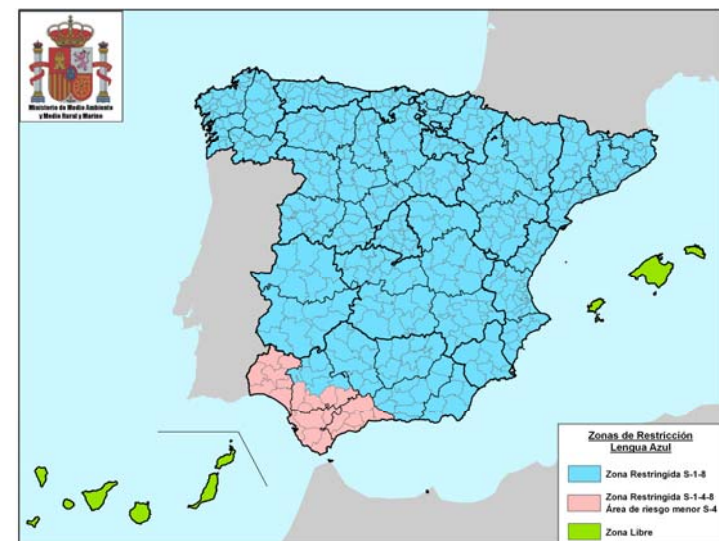 Ministerio de Medio Ambiente
y Medio Rural y Marino
Zonas de Restricción
Lengua Azul
Zona Restringida S-1-8
Zona Restringida S-1-4-8
Área de riesgo menor S-4
Zona Libre